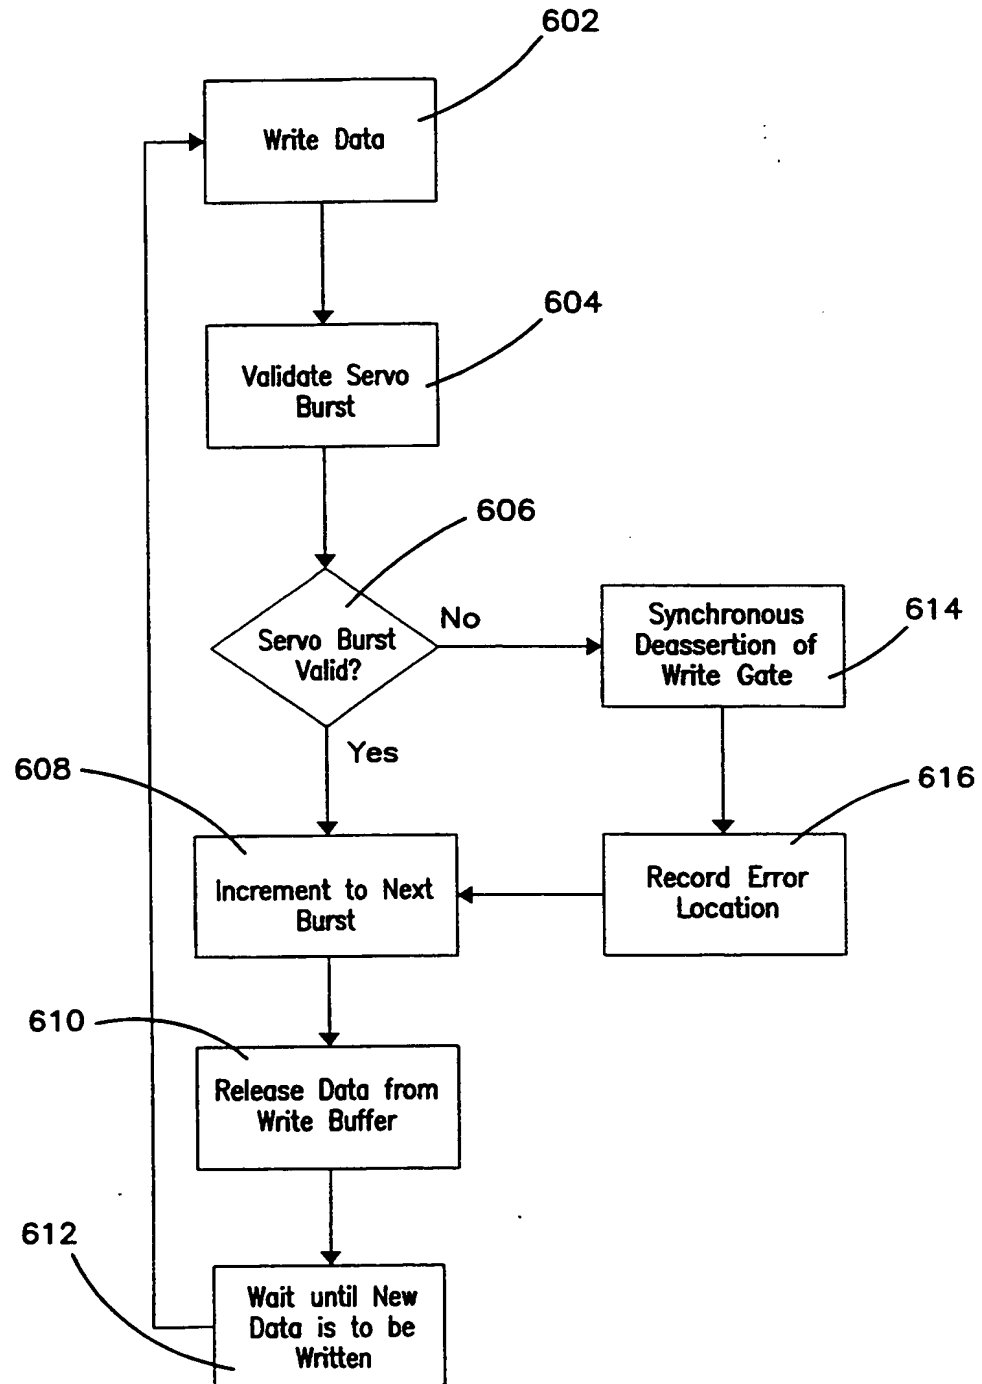 602
Write Data
604
Validate Servo
Burst
606
Servo Burst
Valid?
No
Synchronous
Deassertion of
Write Gate
614
Yes
608
616
Increment to Next
Burst
Record Error
Location
610
Release Data from
Write Buffer
612
Wait until New
Data is to be
Written